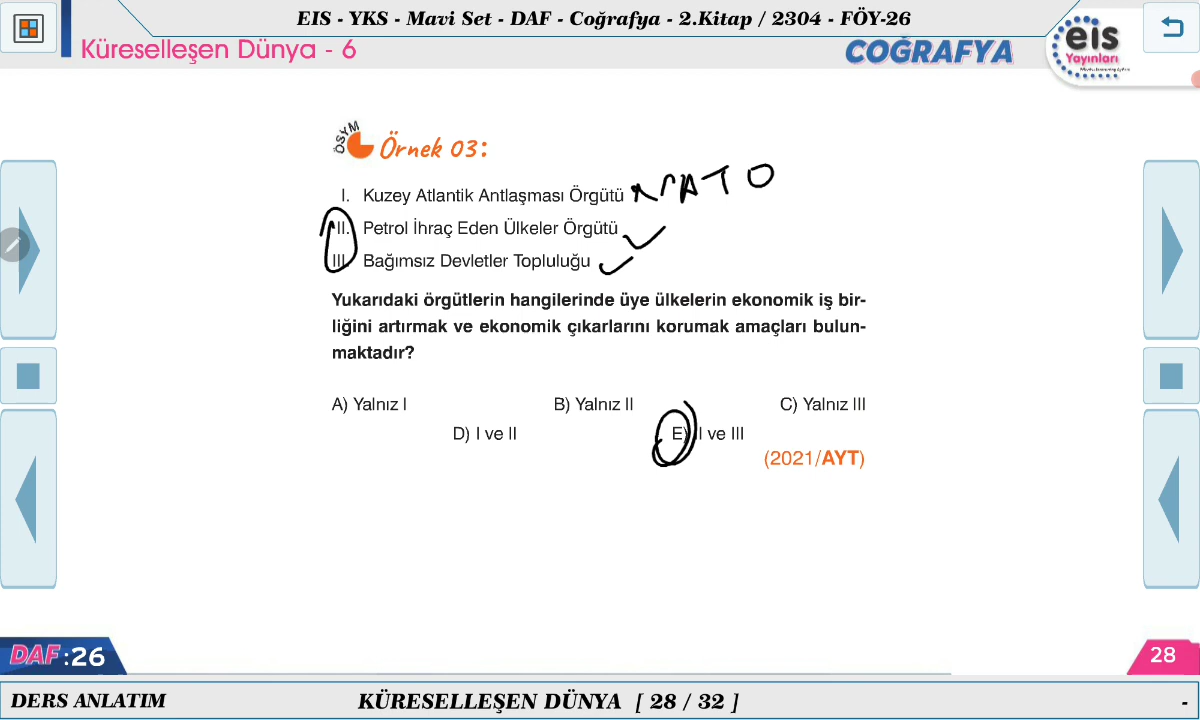 EIS - YKS - Mavi Set - DAF - Coğrafya - 2.Kitap / 2304 - FÖY-26
Küreselleşen Dünya - 6
COĞRAFYA
eis
Yayınları
ÖSYM
Örnek 03:
I. Kuzey Atlantik Antlaşması Örgütü NATO
II. Petrol İhraç Eden Ülkeler Örgütü
III. Bağımsız Devletler Topluluğu
Yukarıdaki örgütlerin hangilerinde üye ülkelerin ekonomik iş bir-
liğini artırmak ve ekonomik çıkarlarını korumak amaçları bulun-
maktadır?
A) Yalnız I B) Yalnız II C) Yalnız III
D) I ve II E) II ve III
(2021/AYT)
DAF:26
28
DERS ANLATIM KÜRESELLEŞEN DÜNYA [ 28 / 32 ] -